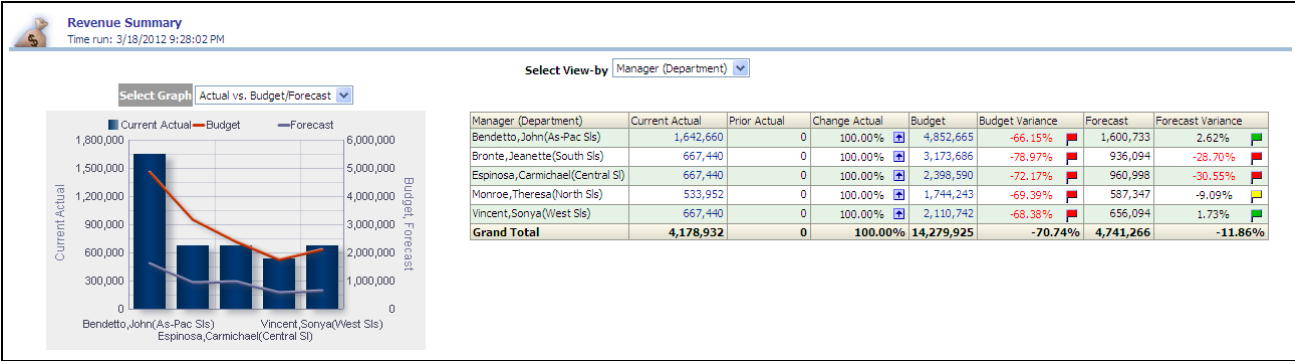 Revenue Summary
Time run: 3/18/2012 9:28:02 PM
Select View-by Manager (Department)
Select Graph Actual vs. Budget/Forecast
Current Actual Budget Forecast
1,800,000 6,000,000
1,500,000 5,000,000
1,200,000 4,000,000
900,000 3,000,000
600,000 2,000,000
300,000 1,000,000
0 0
Current Actual
Budget, Forecast
Bendetto,John(As-Pac Sls) Vincent,Sonya(West Sls)
Espinosa,Carmichael(Central Sl)
Manager (Department) Current Actual Prior Actual Change Actual Budget Budget Variance Forecast Forecast Variance
Bendetto,John(As-Pac Sls) 1,642,660 0 100.00% 4,852,665 -66.15% 1,600,733 2.62%
Bronte,Jeanette(South Sls) 667,440 0 100.00% 3,173,686 -78.97% 936,094 -28.70%
Espinosa,Carmichael(Central Sl) 667,440 0 100.00% 2,398,590 -72.17% 960,998 -30.55%
Monroe,Theresa(North Sls) 533,952 0 100.00% 1,744,243 -69.39% 587,347 -9.09%
Vincent,Sonya(West Sls) 667,440 0 100.00% 2,110,742 -68.38% 656,094 1.73%
Grand Total 4,178,932 0 100.00% 14,279,925 -70.74% 4,741,266 -11.86%